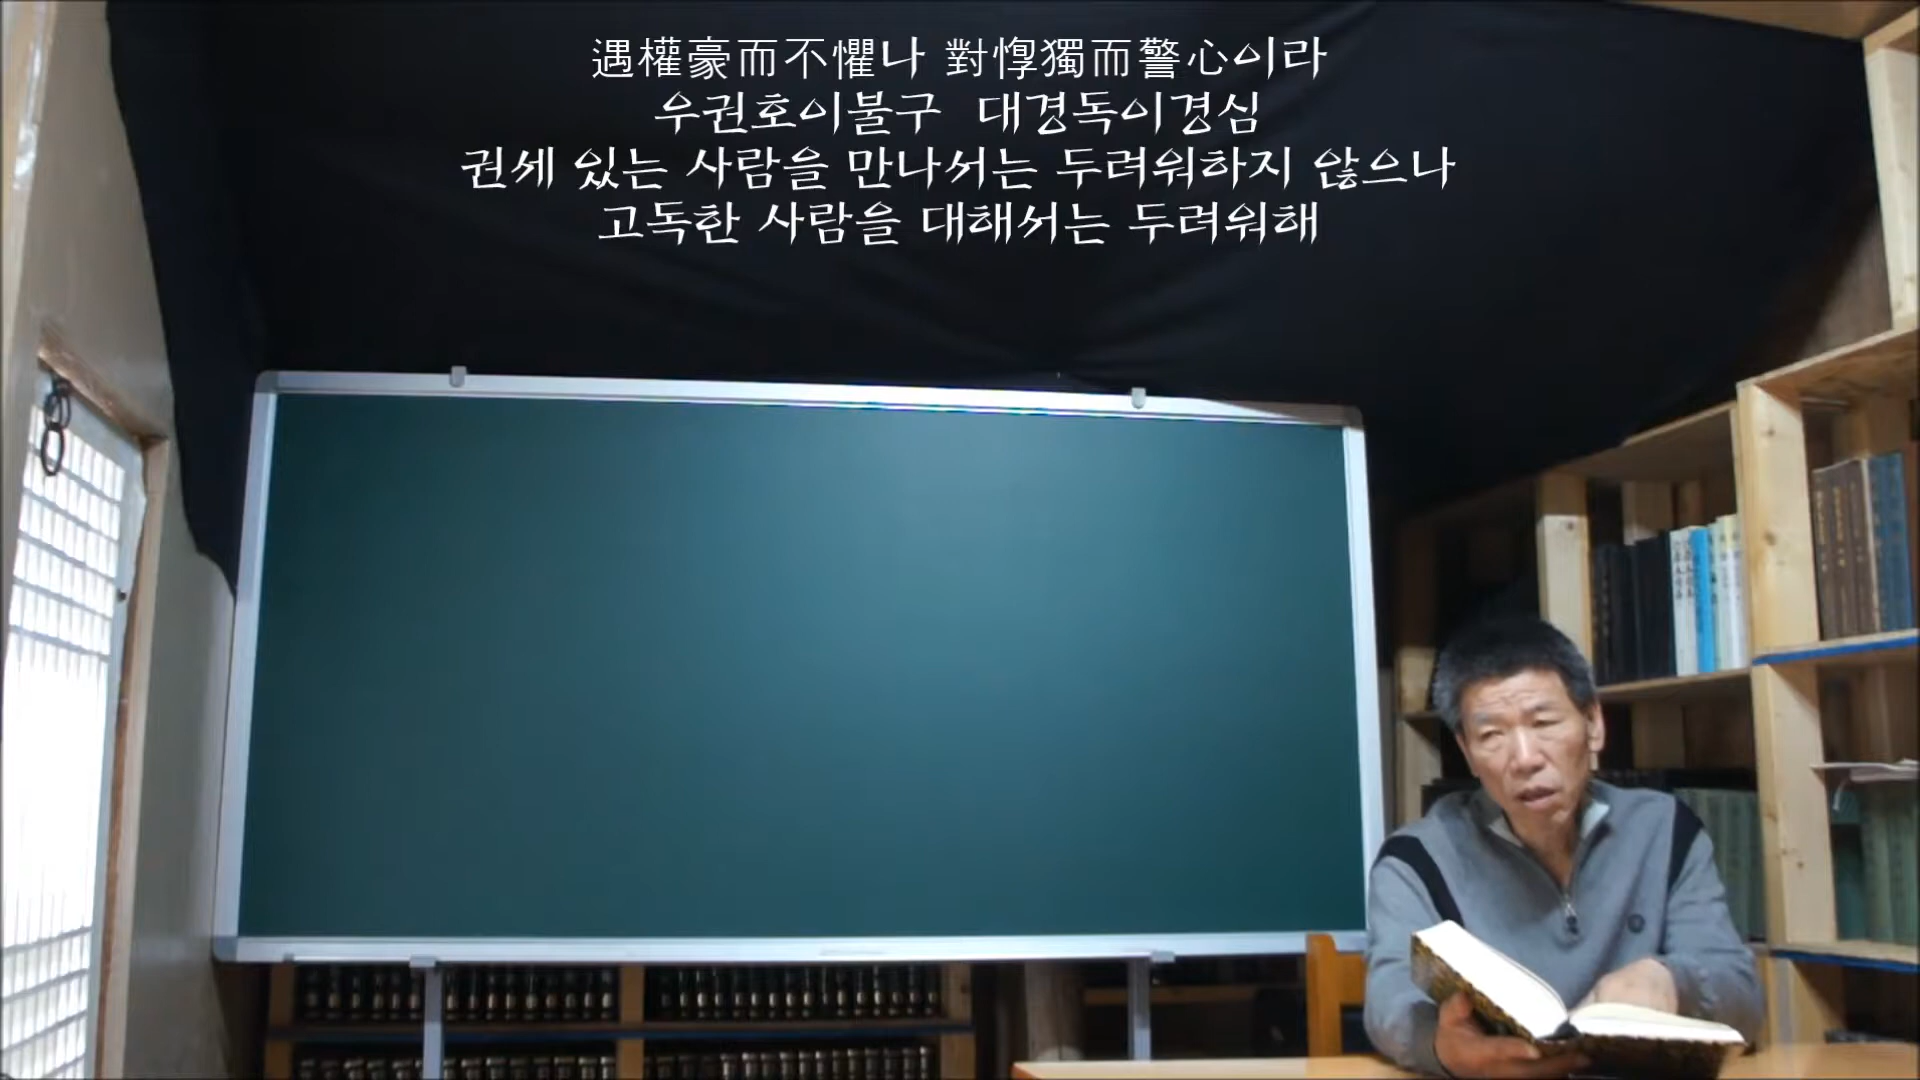 遇權豪而不懼나 對惸獨而警心이라
우권호이불구 대경독이경심
권세 있는 사람을 만나서는 두려워하지 않으나
고독한 사람을 대해서는 두려워해